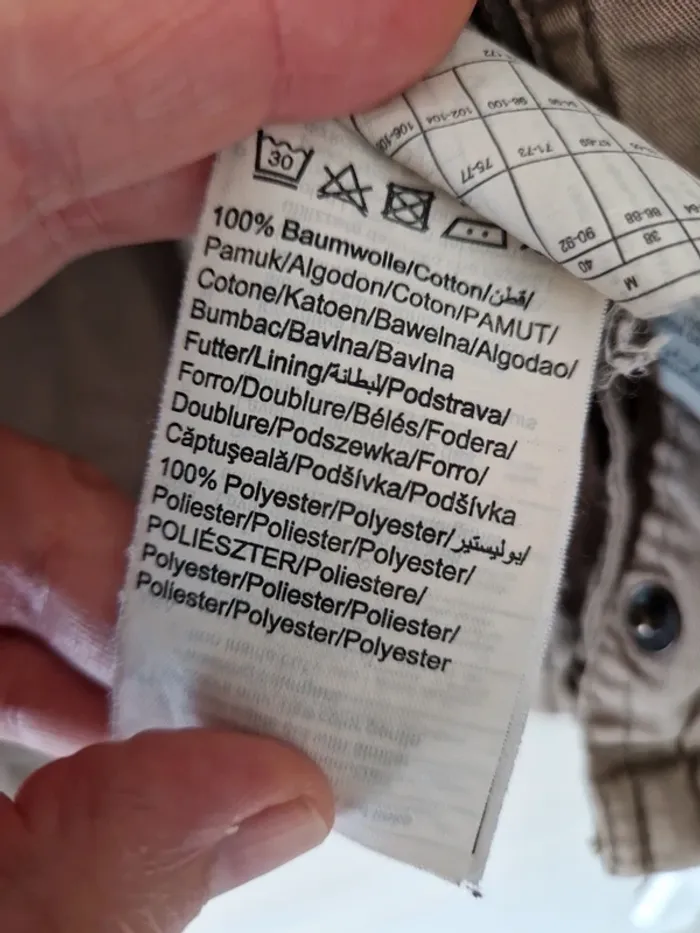 30
100% Baumwolle/Cotton/قطن/
Pamuk/Algodon/Coton/PAMUT/
Cotone/Katoen/Bawelna/Algodao/
Bumbac/Bavlna/Bavlna
Futter/Lining/لبطانة/Podstrava/
Forro/Doublure/Bélés/Fodera/
Doublure/Podszewka/Forro/
Căptuşeală/Podšívka/Podšívka
100% Polyester/Polyester/بوليستير/
Poliester/Poliester/Polyester/
POLIÉSZTER/Poliestere/
Polyester/Poliester/Poliester/
Poliester/Polyester/Polyester
M
40
38
90-92
86-88
75-77
71-73
102-104
98-100